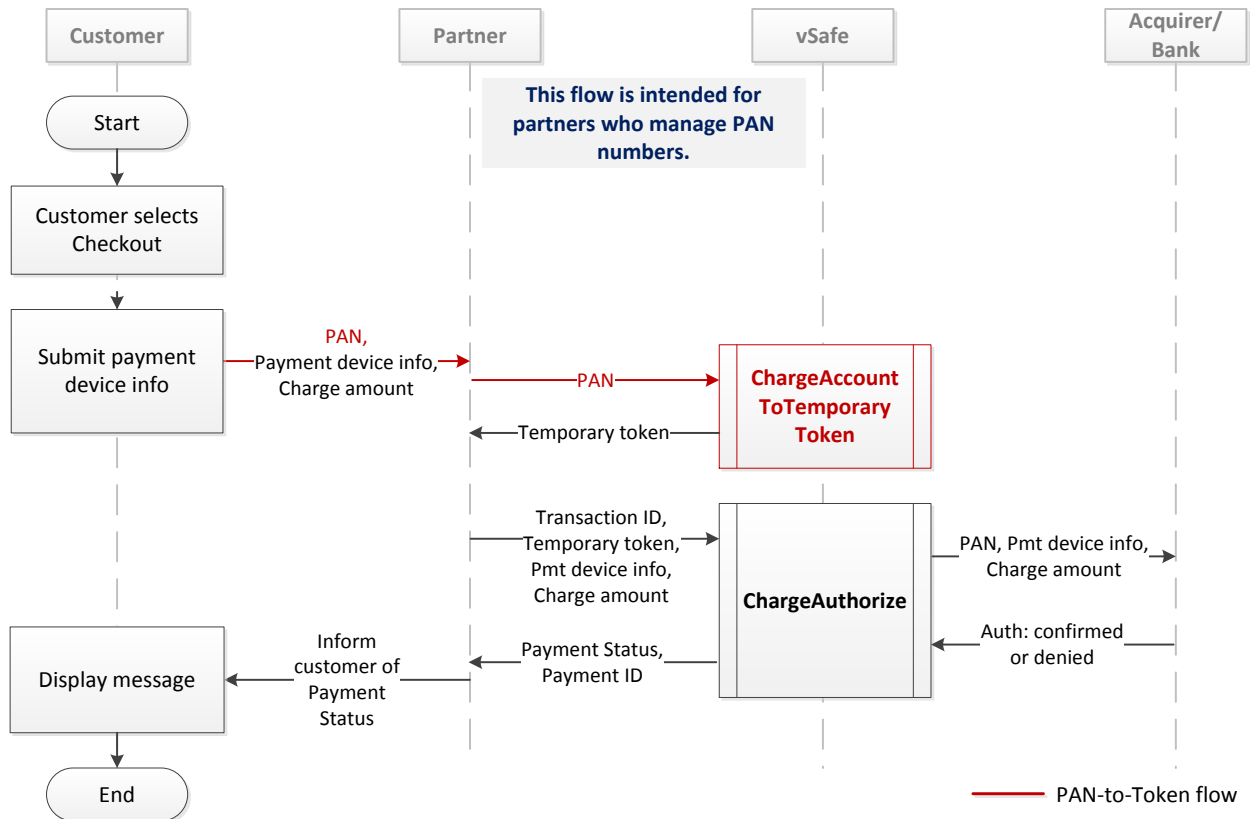 Customer
Partner
vSafe
Acquirer/
Bank
This flow is intended for
partners who manage PAN
numbers.
Start
Customer selects
Checkout
Submit payment
device info
PAN,
Payment device info,
Charge amount
PAN
ChargeAccount
ToTemporary
Token
Temporary token
Transaction ID,
Temporary token,
Pmt device info,
Charge amount
ChargeAuthorize
PAN, Pmt device info,
Charge amount
Auth: confirmed
or denied
Payment Status,
Payment ID
Inform
customer of
Payment
Status
Display message
End
PAN-to-Token flow